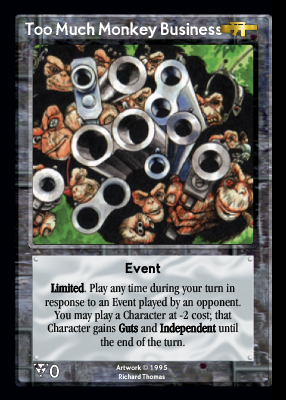 Too Much Monkey Business
Event
Limited. Play any time during your turn in
response to an Event played by an opponent.
You may play a Character at -2 cost; that
Character gains Guts and Independent until
the end of the turn.
0
Artwork © 1995
Richard Thomas